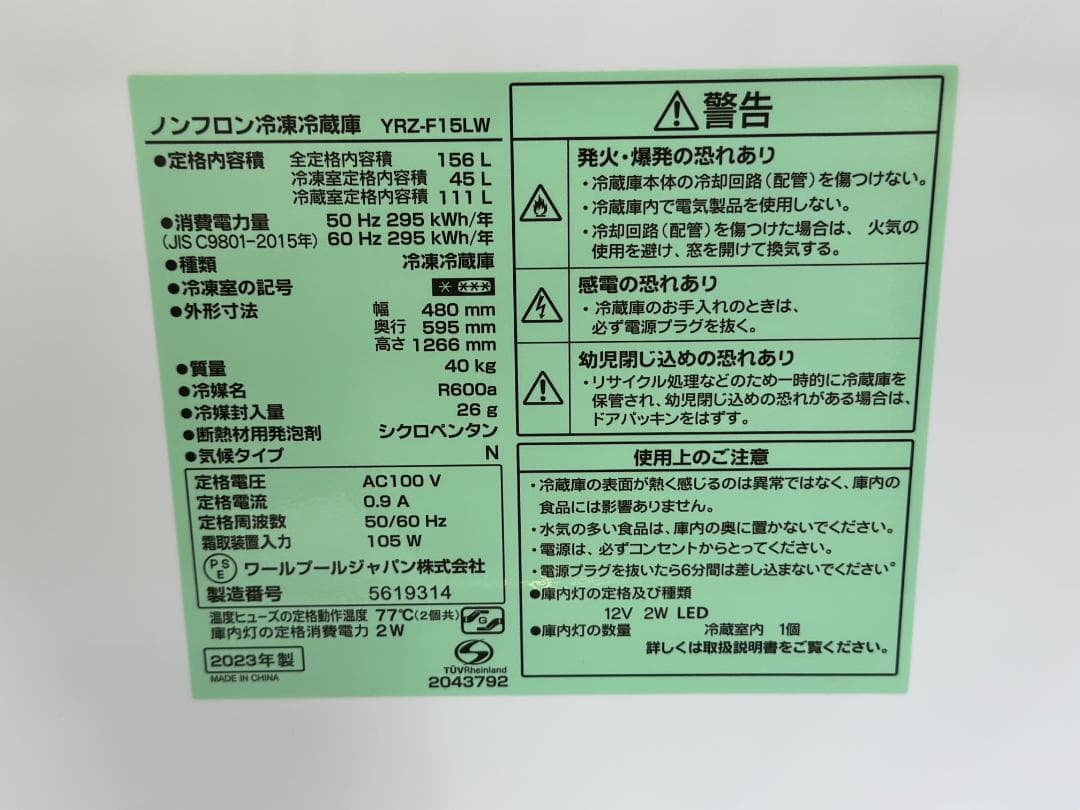 ノンフロン冷凍冷蔵庫 YRZ-F15LW
●定格内容積 全定格内容積 156 L
冷凍室定格内容積 45 L
冷蔵室定格内容積 111 L
●消費電力量 50 Hz 295 kWh/年
(JIS C9801-2015年) 60 Hz 295 kWh/年
●種類 冷凍冷蔵庫
●冷凍室の記号
●外形寸法 幅 480 mm
奥行 595 mm
高さ 1266 mm
●質量 40 kg
●冷媒名 R600a
●冷媒封入量 26 g
●断熱材用発泡剤 シクロペンタン
●気候タイプ N
定格電圧 AC100 V
定格電流 0.9 A
定格周波数 50/60 Hz
霜取装置入力 105 W
PSE ワールプールジャパン株式会社
製造番号 5619314
温度ヒューズの定格動作温度 77℃(2個共)
庫内灯の定格消費電力 2W
G
2023年 製
MADE IN CHINA
TÜVRheinland
2043792
警告
発火・爆発の恐れあり
・冷蔵庫本体の冷却回路(配管)を傷つけない。
・冷蔵庫内で電気製品を使用しない。
・冷却回路(配管)を傷つけた場合は、火気の
使用を避け、窓を開けて換気する。
感電の恐れあり
・冷蔵庫のお手入れのときは、
必ず電源プラグを抜く。
幼児閉じ込めの恐れあり
・リサイクル処理などのため一時的に冷蔵庫を
保管され、幼児閉じ込めの恐れがある場合は、
ドアパッキンをはずす。
使用上のご注意
・冷蔵庫の表面が熱く感じるのは異常ではなく、庫内の
食品には影響ありません。
・水気の多い食品は、庫内の奥に置かないでください。
・電源は、必ずコンセントからとってください。
・電源プラグを抜いたら6分間は差し込まないでください。
●庫内灯の定格及び種類
12V 2W LED
●庫内灯の数量 冷蔵室内 1個
詳しくは取扱説明書をご覧ください。